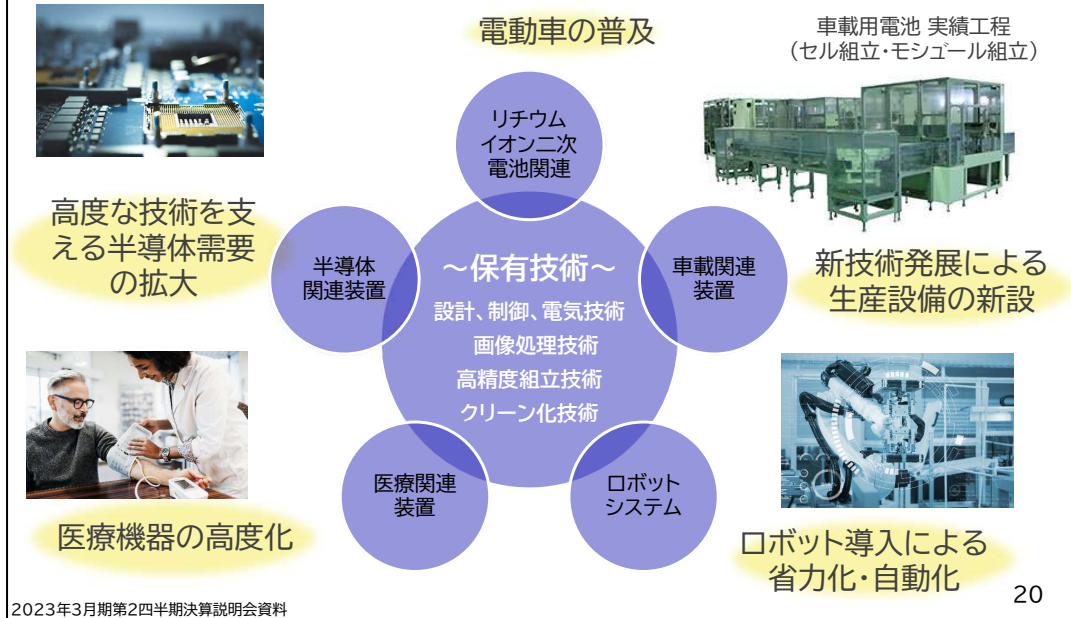 電動車の普及
車載用電池 実績工程
（セル組立・モジュール組立）
リチウム
イオン二次
電池関連
高度な技術を支
える半導体需要
の拡大
半導体
関連装置
～保有技術～
設計、制御、電気技術
画像処理技術
高精度組立技術
クリーン化技術
車載関連
装置
新技術発展による
生産設備の新設
医療関連
装置
ロボット
システム
医療機器の高度化
ロボット導入による
省力化・自動化
2023年3月期第2四半期決算説明会資料
20